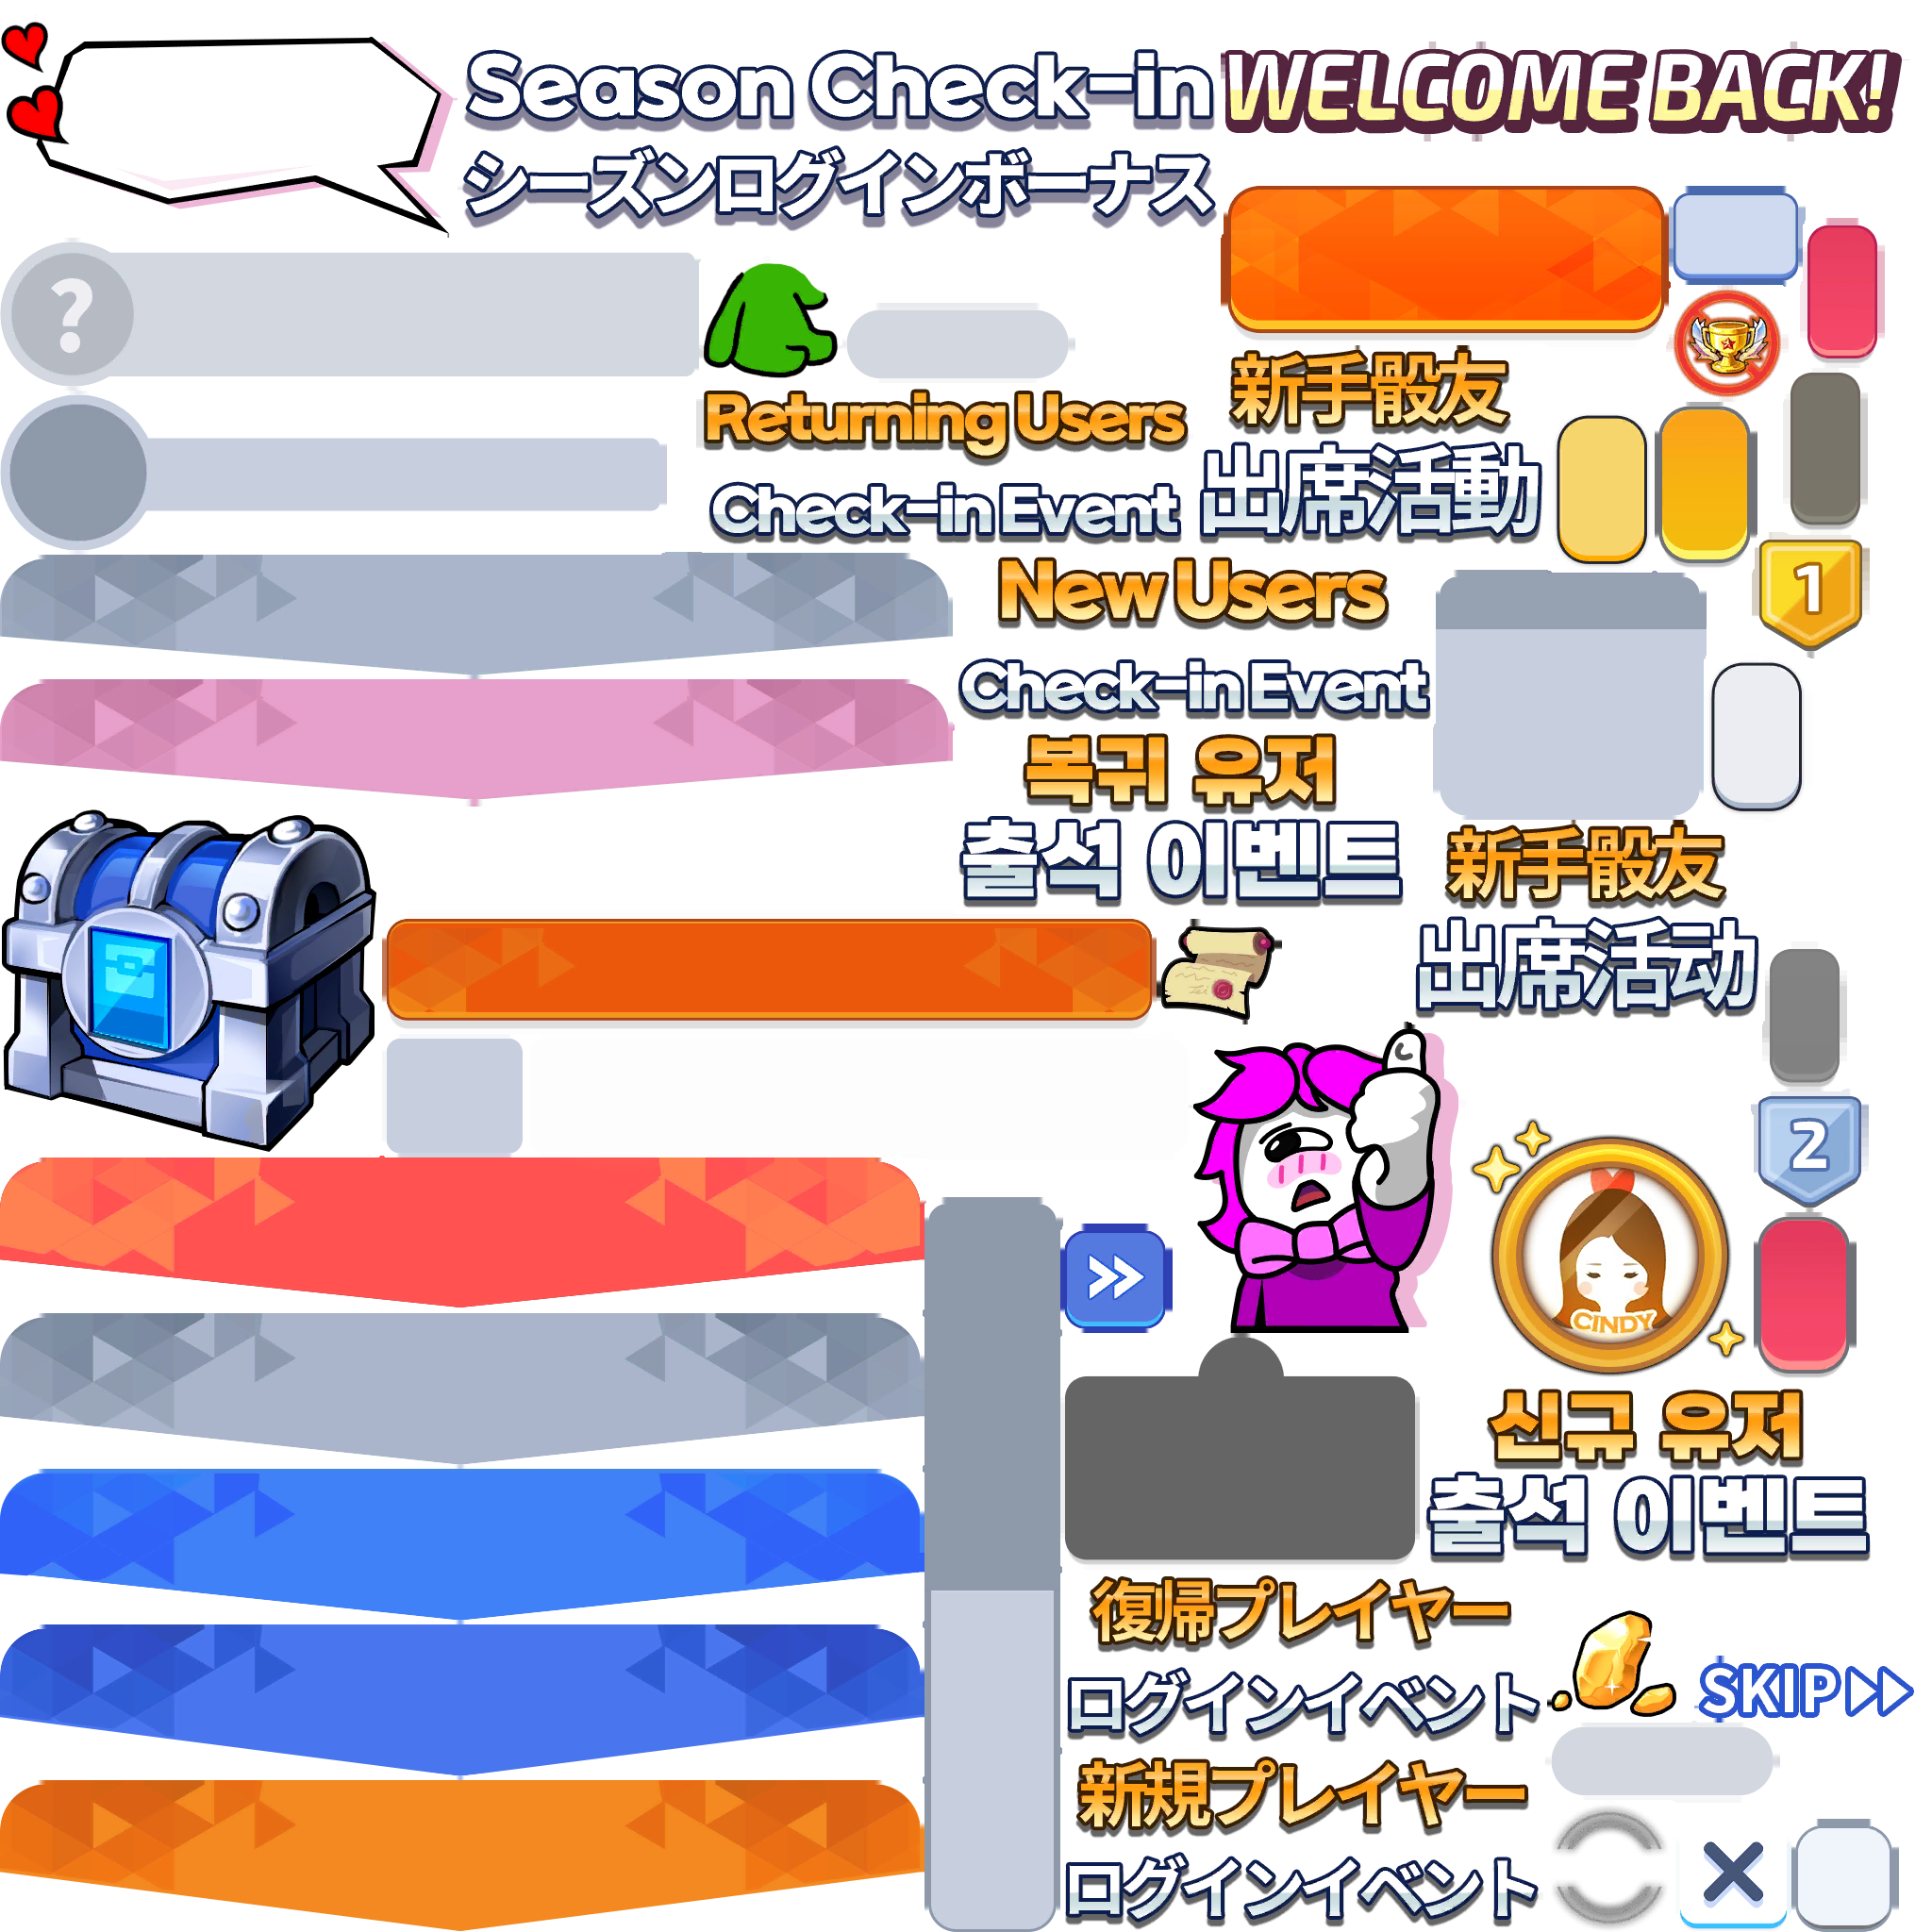 Season Check-in
WELCOME BACK!
シーズンログインボーナス
?
Returning Users
Check-in Event
新手骰友
出席活動
New Users
Check-in Event
1
복귀 유저
출석 이벤트
新手骰友
出席活动
2
CINDY
신규 유저
출석 이벤트
復帰プレイヤー
ログインイベント
SKIP
新規プレイヤー
ログインイベント